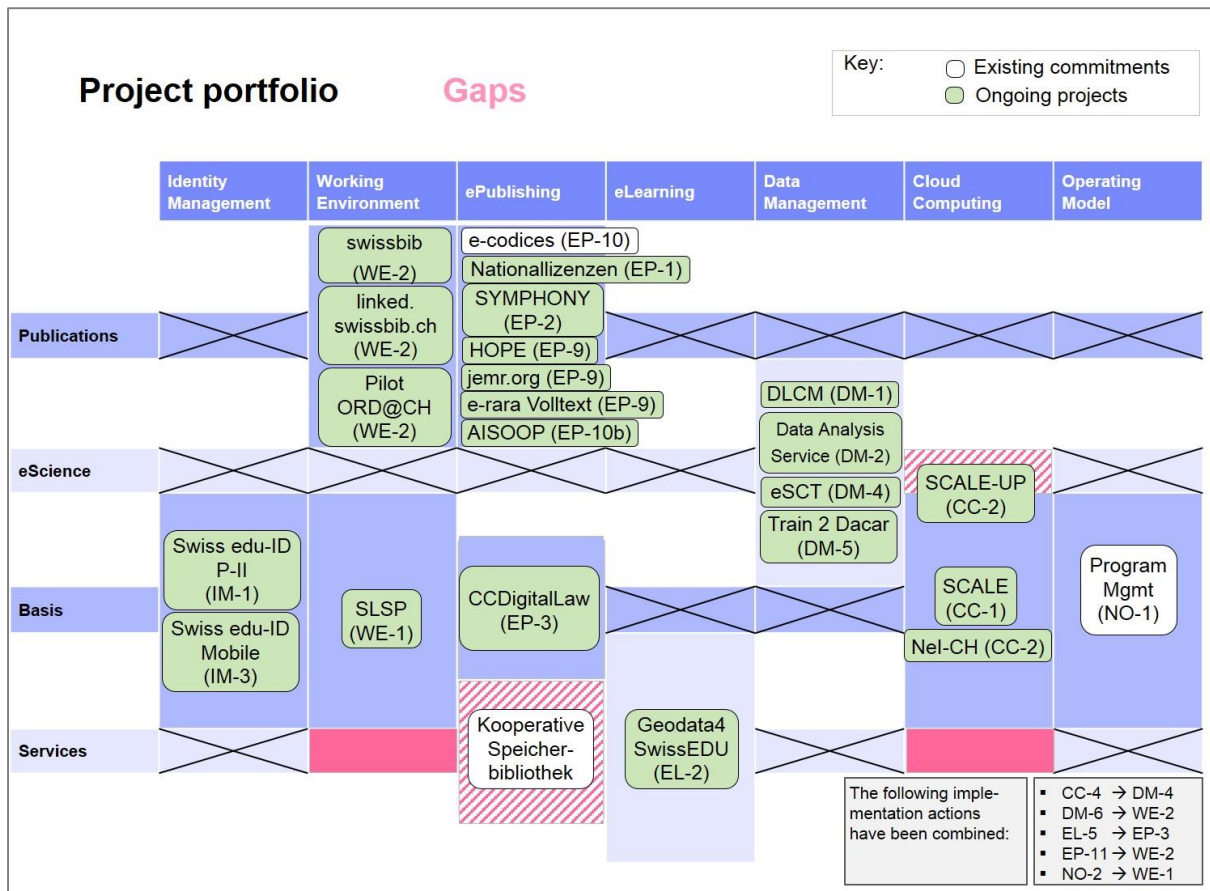 Project portfolio Gaps
Key:
Existing commitments
Ongoing projects
Identity
Management
Working
Environment
ePublishing
eLearning
Data
Management
Cloud
Computing
Operating
Model
Publications
swissbib
(WE-2)
linked.
swissbib.ch
(WE-2)
Pilot
ORD@CH
(WE-2)
e-codices (EP-10)
Nationallizenzen (EP-1)
SYMPHONY
(EP-2)
HOPE (EP-9)
jemr.org (EP-9)
e-rara Volltext (EP-9)
AISOOP (EP-10b)
eScience
DLCM (DM-1)
Data Analysis
Service (DM-2)
eSCT (DM-4)
Train 2 Dacar
(DM-5)
SCALE-UP
(CC-2)
Basis
Swiss edu-ID
P-II
(IM-1)
Swiss edu-ID
Mobile
(IM-3)
SLSP
(WE-1)
CCDigitalLaw
(EP-3)
SCALE
(CC-1)
NeI-CH (CC-2)
Program
Mgmt
(NO-1)
Services
Kooperative
Speicher-
bibliothek
Geodata4
SwissEDU
(EL-2)
The following imple-
mentation actions
have been combined:
▪ CC-4 → DM-4
▪ DM-6 → WE-2
▪ EL-5 → EP-3
▪ EP-11 → WE-2
▪ NO-2 → WE-1